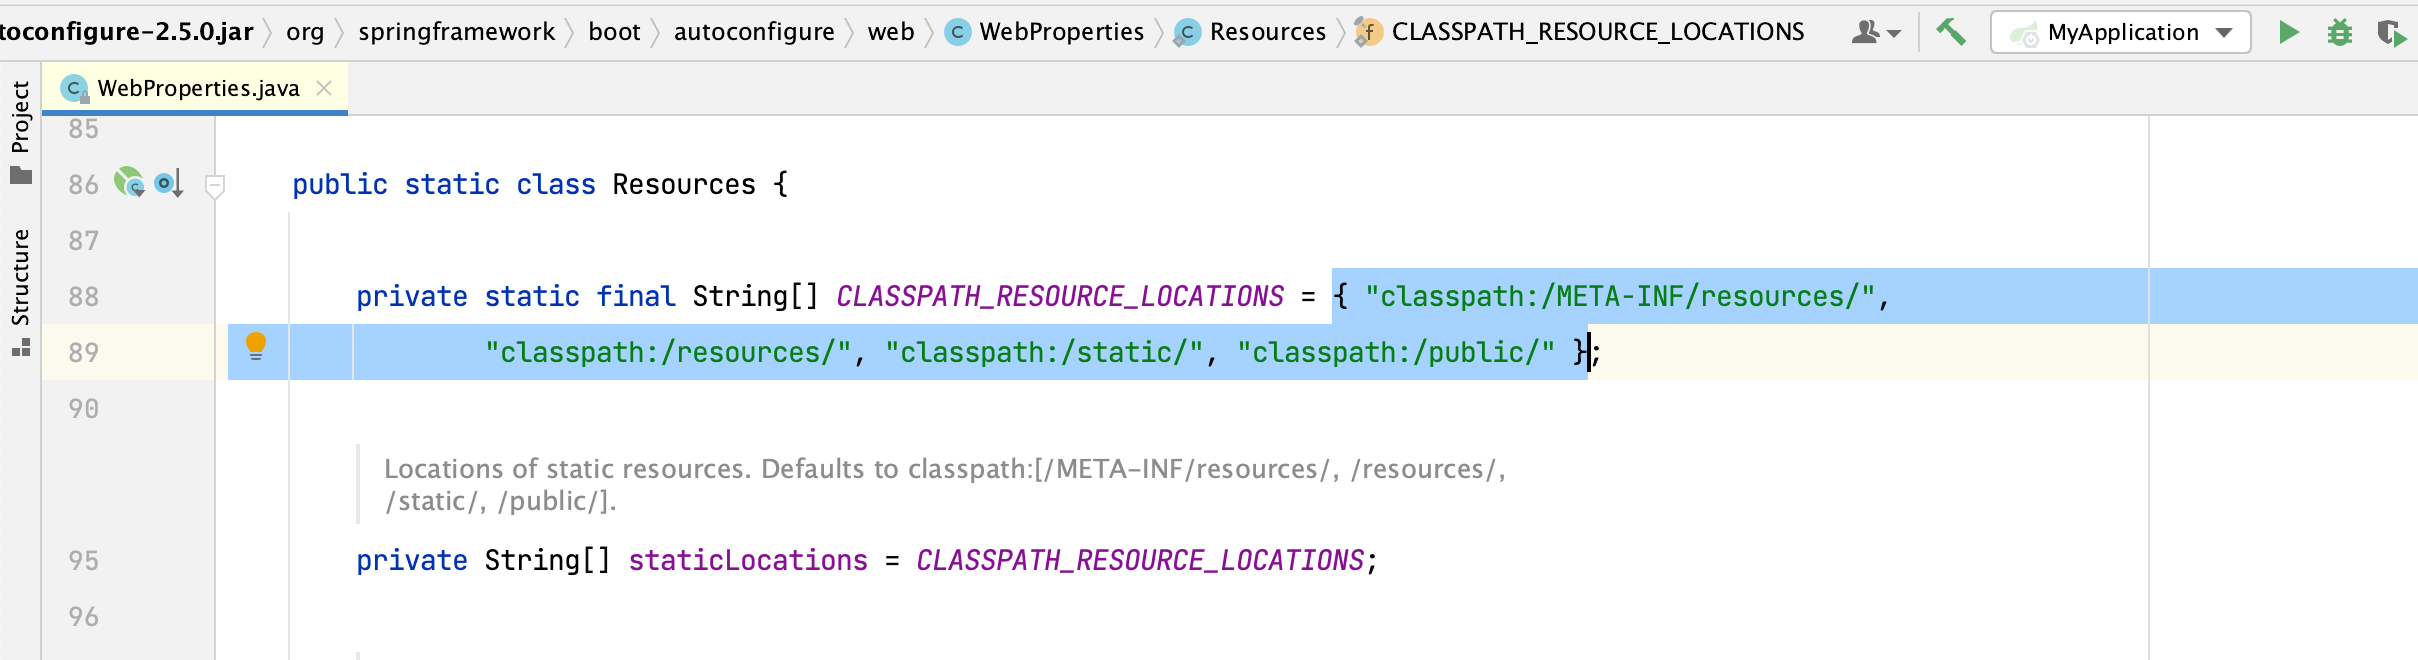 toconfigure-2.5.0.jar org springframework boot autoconfigure web C WebProperties C Resources f CLASSPATH_RESOURCE_LOCATIONS MyApplication
Project
Structure
C WebProperties.java
85
86 public static class Resources {
87
88 private static final String[] CLASSPATH_RESOURCE_LOCATIONS = { "classpath:/META-INF/resources/",
89 "classpath:/resources/", "classpath:/static/", "classpath:/public/" };
90
Locations of static resources. Defaults to classpath:[/META-INF/resources/, /resources/,
/static/, /public/].
95 private String[] staticLocations = CLASSPATH_RESOURCE_LOCATIONS;
96